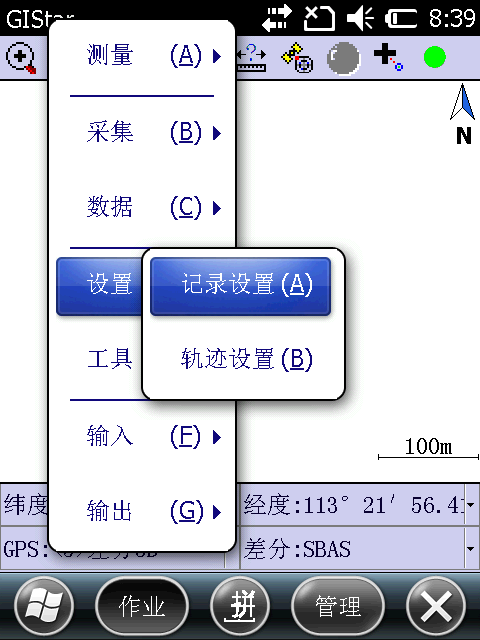 GIStar 8:39
测量 (A)
采集 (B)
数据 (C)
设置
记录设置(A)
工具
轨迹设置(B)
输入 (F)
输出 (G)
N
100m
纬度
经度:113° 21′ 56.41
GPS:
差分:SBAS
作业
拼
管理